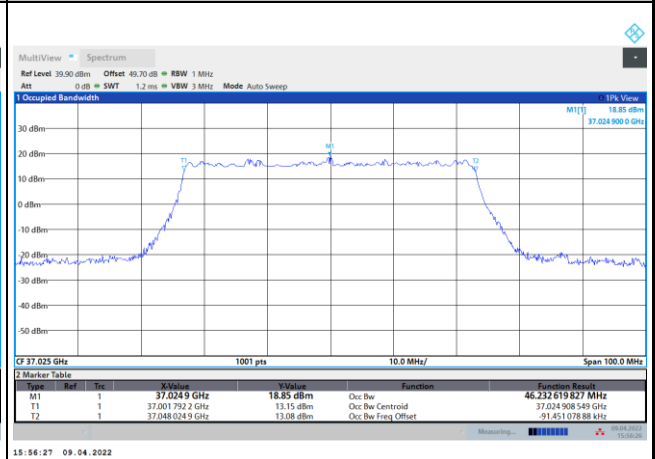 MultiView Spectrum
Ref Level 39.90 dBm Offset 49.70 dB RBW 1 MHz
Att 0 dB SWT 1.2 ms VBW 3 MHz Mode Auto Sweep
1 Occupied Bandwidth 1Pk View
M1[1] 18.85 dBm
37.024 900 0 GHz
30 dBm
M1
20 dBm
T1 T2
10 dBm
0 dBm
-10 dBm
-20 dBm
-30 dBm
-40 dBm
-50 dBm
CF 37.025 GHz 1001 pts 10.0 MHz/ Span 100.0 MHz
2 Marker Table
Type Ref Trc X-Value Y-Value Function Function Result
M1 1 37.024 9 GHz 18.85 dBm Occ Bw 46.232 619 827 MHz
T1 1 37.001 792 2 GHz 13.15 dBm Occ Bw Centroid 37.024 908 549 GHz
T2 1 37.048 024 9 GHz 13.08 dBm Occ Bw Freq Offset -91.451 078 88 kHz
Measuring... 09.04.2022
15:56:26
15:56:27 09.04.2022